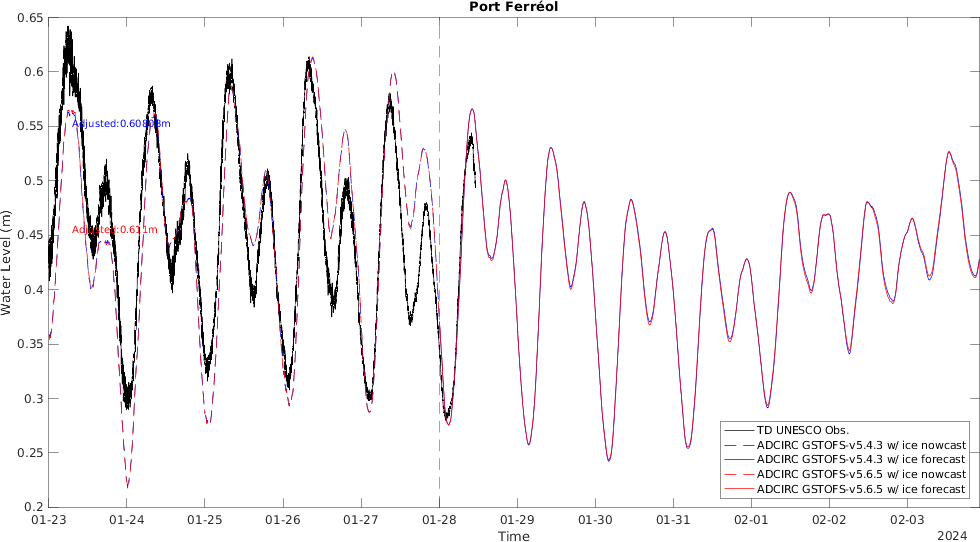 Port Ferréol
Water Level (m)
0.65
0.6
0.55
0.5
0.45
0.4
0.35
0.3
0.25
0.2
Adjusted:0.60803m
Adjusted:0.611m
TD UNESCO Obs.
ADCIRC GSTOFS-v5.4.3 w/ ice nowcast
ADCIRC GSTOFS-v5.4.3 w/ ice forecast
ADCIRC GSTOFS-v5.6.5 w/ ice nowcast
ADCIRC GSTOFS-v5.6.5 w/ ice forecast
01-23 01-24 01-25 01-26 01-27 01-28 01-29 01-30 01-31 02-01 02-02 02-03
Time
2024